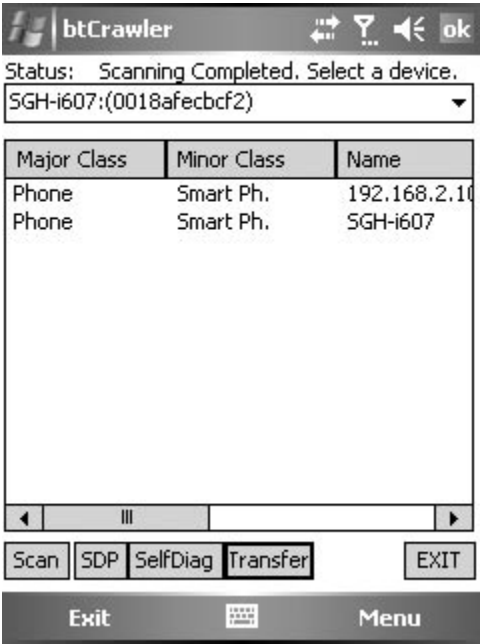 btCrawler ok
Status: Scanning Completed. Select a device.
SGH-i607:(0018afecbcf2)
Major Class Minor Class Name
Phone Smart Ph. 192.168.2.10
Phone Smart Ph. SGH-i607
Scan SDP SelfDiag Transfer EXIT
Exit Menu